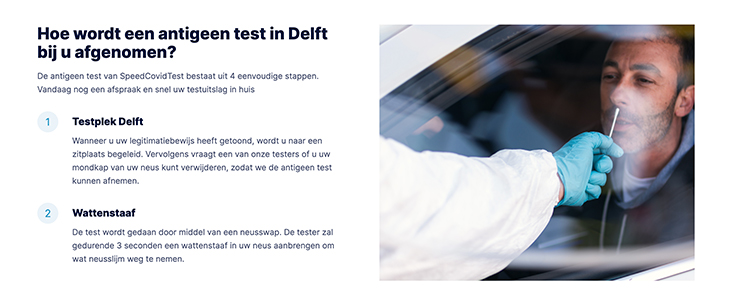 Hoe wordt een antigeen test in Delft
bij u afgenomen?
De antigeen test van SpeedCovidTest bestaat uit 4 eenvoudige stappen.
Vandaag nog een afspraak en snel uw testuitslag in huis
1 Testplek Delft
Wanneer u uw legitimatiebewijs heeft getoond, wordt u naar een
zitplaats begeleid. Vervolgens vraagt een van onze testers of u uw
mondkap van uw neus kunt verwijderen, zodat we de antigeen test
kunnen afnemen.
2 Wattenstaaf
De test wordt gedaan door middel van een neusswap. De tester zal
gedurende 3 seconden een wattenstaaf in uw neus aanbrengen om
wat neusslijm weg te nemen.